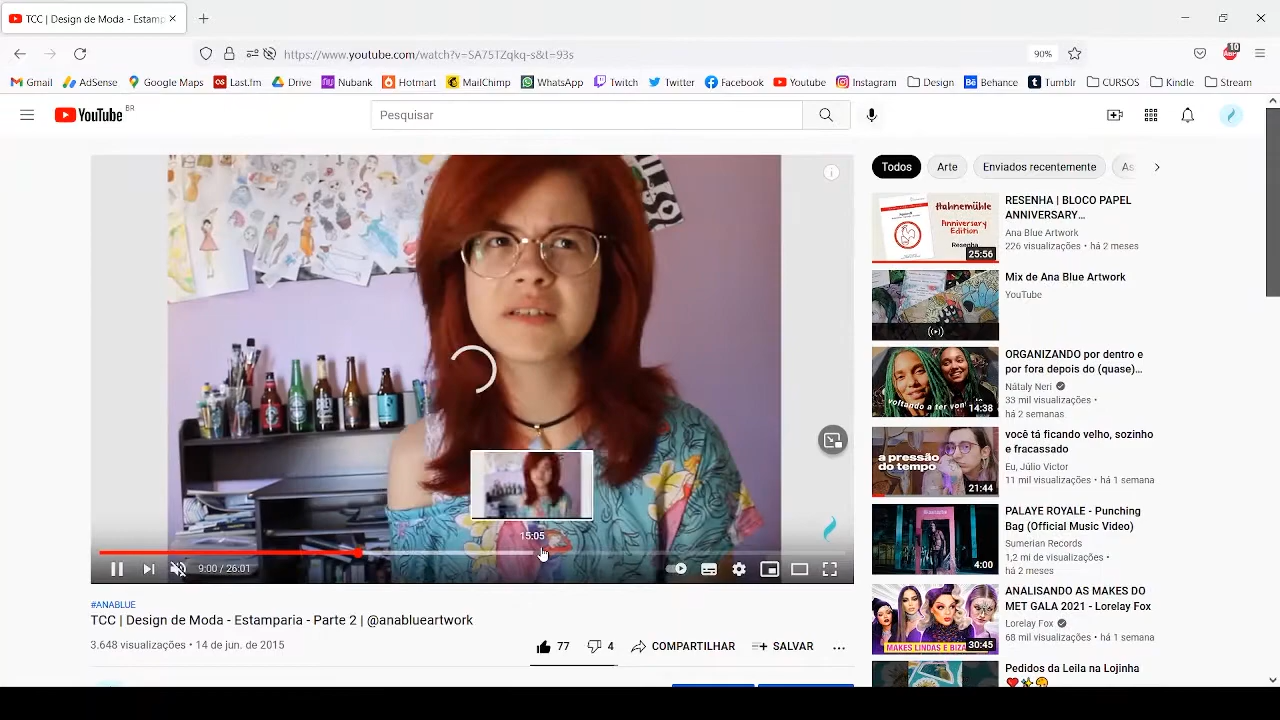 TCC | Design de Moda - Estamp
https://www.youtube.com/watch?v=SA75TZqkq-s&t=93s
90%
10
Gmail
AdSense
Google Maps
Last.fm
Drive
Nubank
Hotmart
MailChimp
WhatsApp
Twitch
Twitter
Facebook
Youtube
Instagram
Design
Behance
Tumblr
CURSOS
Kindle
Stream
YouTube BR
Pesquisar
Todos
Arte
Enviados recentemente
As
15:05
9:00 / 26:01
#ANABLUE
TCC | Design de Moda - Estamparia - Parte 2 | @anablueartwork
3.648 visualizações • 14 de jun. de 2015
77
4
COMPARTILHAR
SALVAR
Hahnemühle
Anniversary
Edition
Resenha
25:56
RESENHA | BLOCO PAPEL
ANNIVERSARY...
Ana Blue Artwork
226 visualizações • há 2 meses
Mix de Ana Blue Artwork
YouTube
voltando a ter
14:38
ORGANIZANDO por dentro e
por fora depois do (quase)...
Nátaly Neri
33 mil visualizações •
há 2 semanas
a pressão
do tempo
21:44
você tá ficando velho, sozinho
e fracassado
Eu, Júlio Victor
11 mil visualizações • há 1 semana
4:00
PALAYE ROYALE - Punching
Bag (Official Music Video)
Sumerian Records
1,2 mi de visualizações •
há 2 meses
MAKES LINDAS E
30:45
ANALISANDO AS MAKES DO
MET GALA 2021 - Lorelay Fox
Lorelay Fox
68 mil visualizações • há 1 semana
Pedidos da Leila na Lojinha